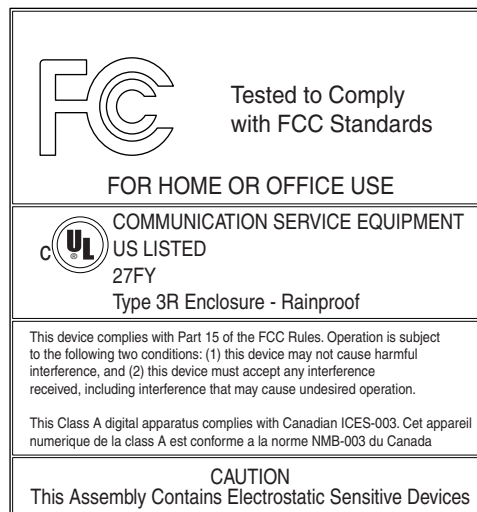 FC
Tested to Comply
with FCC Standards
FOR HOME OR OFFICE USE
COMMUNICATION SERVICE EQUIPMENT
C UL ® US LISTED
27FY
Type 3R Enclosure - Rainproof
This device complies with Part 15 of the FCC Rules. Operation is subject
to the following two conditions: (1) this device may not cause harmful
interference, and (2) this device must accept any interference
received, including interference that may cause undesired operation.
This Class A digital apparatus complies with Canadian ICES-003. Cet appareil
numerique de la class A est conforme a la norme NMB-003 du Canada
CAUTION
This Assembly Contains Electrostatic Sensitive Devices